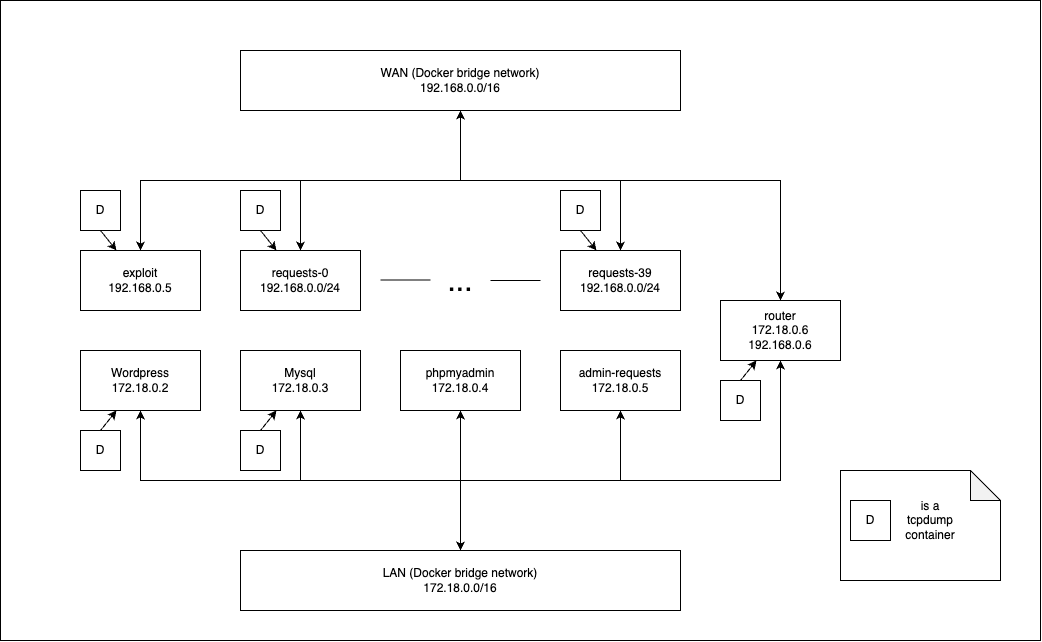 WAN (Docker bridge network)
192.168.0.0/16
D
D
D
exploit
192.168.0.5
requests-0
192.168.0.0/24
...
requests-39
192.168.0.0/24
router
172.18.0.6
192.168.0.6
Wordpress
172.18.0.2
Mysql
172.18.0.3
phpmyadmin
172.18.0.4
admin-requests
172.18.0.5
D
D
D
LAN (Docker bridge network)
172.18.0.0/16
D
is a
tcpdump
container